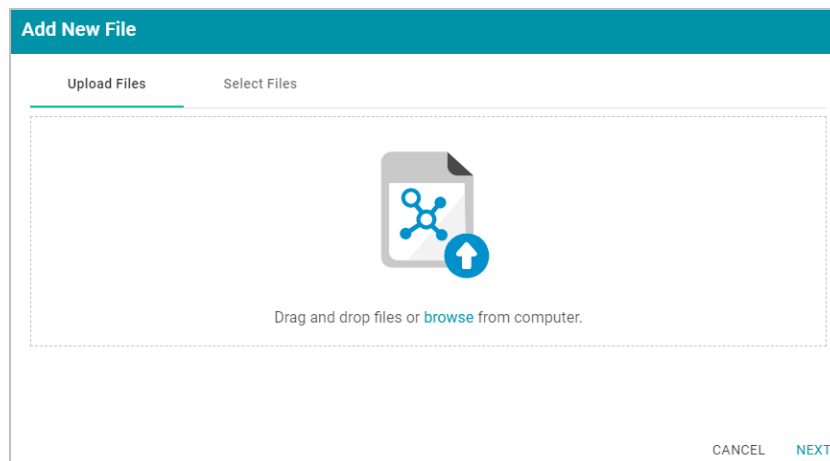 Add New File
Upload Files Select Files
Drag and drop files or browse from computer.
CANCEL NEXT